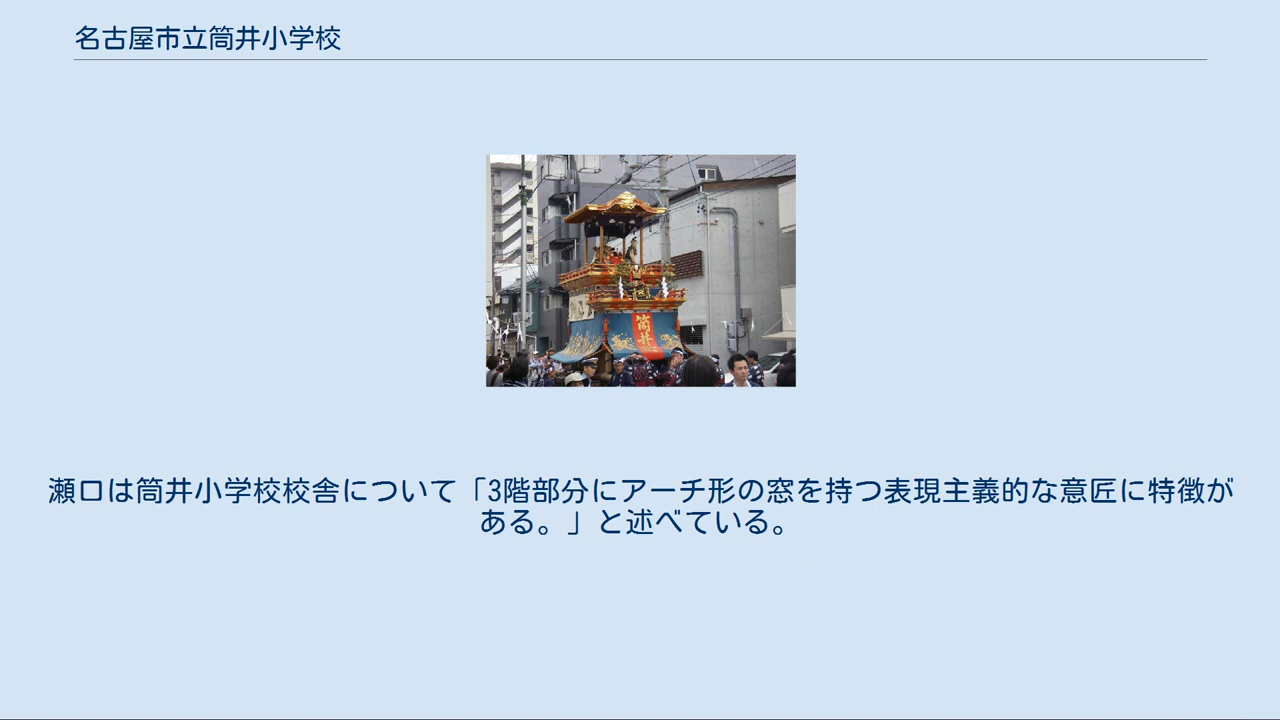 名古屋市立筒井小学校
筒井
瀬口は筒井小学校校舎について「3階部分にアーチ形の窓を持つ表現主義的な意匠に特徴が
ある。」と述べている。